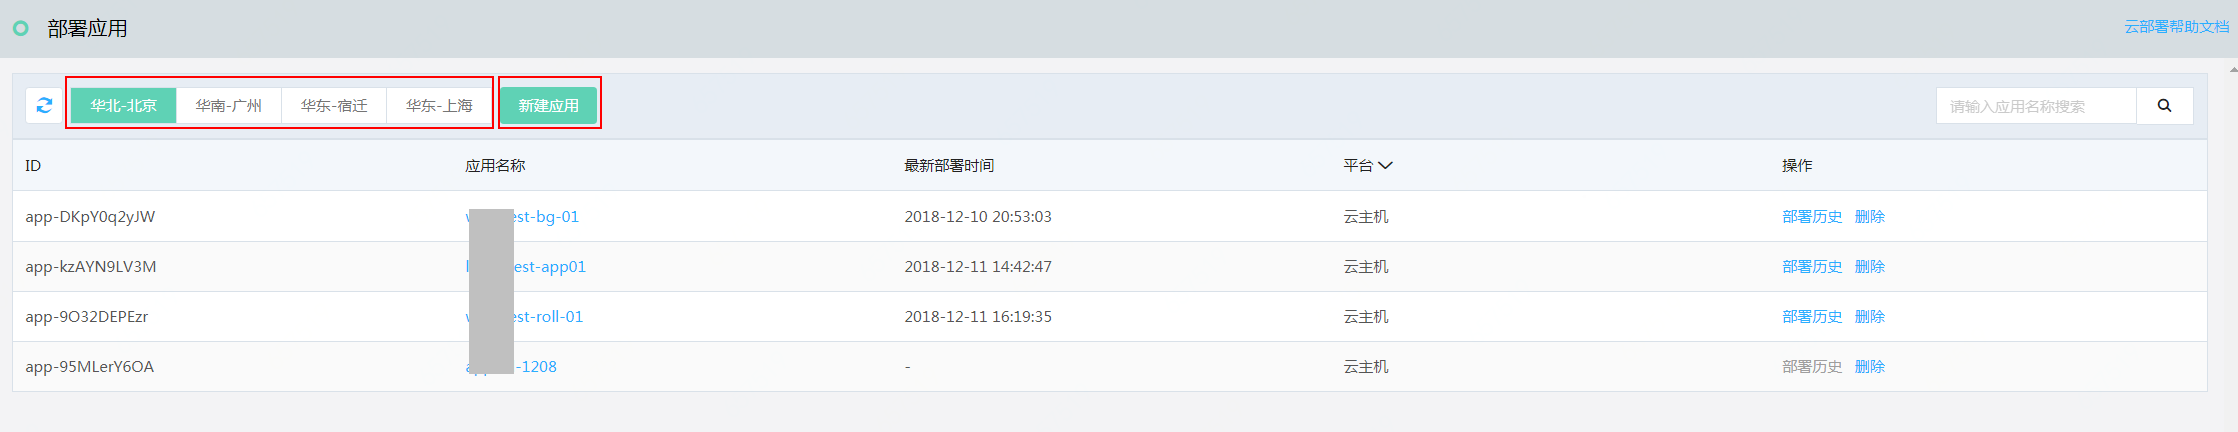 部署应用
云部署帮助文档
华北-北京 华南-广州 华东-宿迁 华东-上海 新建应用 请输入应用名称搜索
ID 应用名称 最新部署时间 平台 操作
app-DKpY0q2yJW est-bg-01 2018-12-10 20:53:03 云主机 部署历史 删除
app-kzAYN9LV3M est-app01 2018-12-11 14:42:47 云主机 部署历史 删除
app-9O32DEPEzr est-roll-01 2018-12-11 16:19:35 云主机 部署历史 删除
app-95MLerY6OA -1208 - 云主机 部署历史 删除